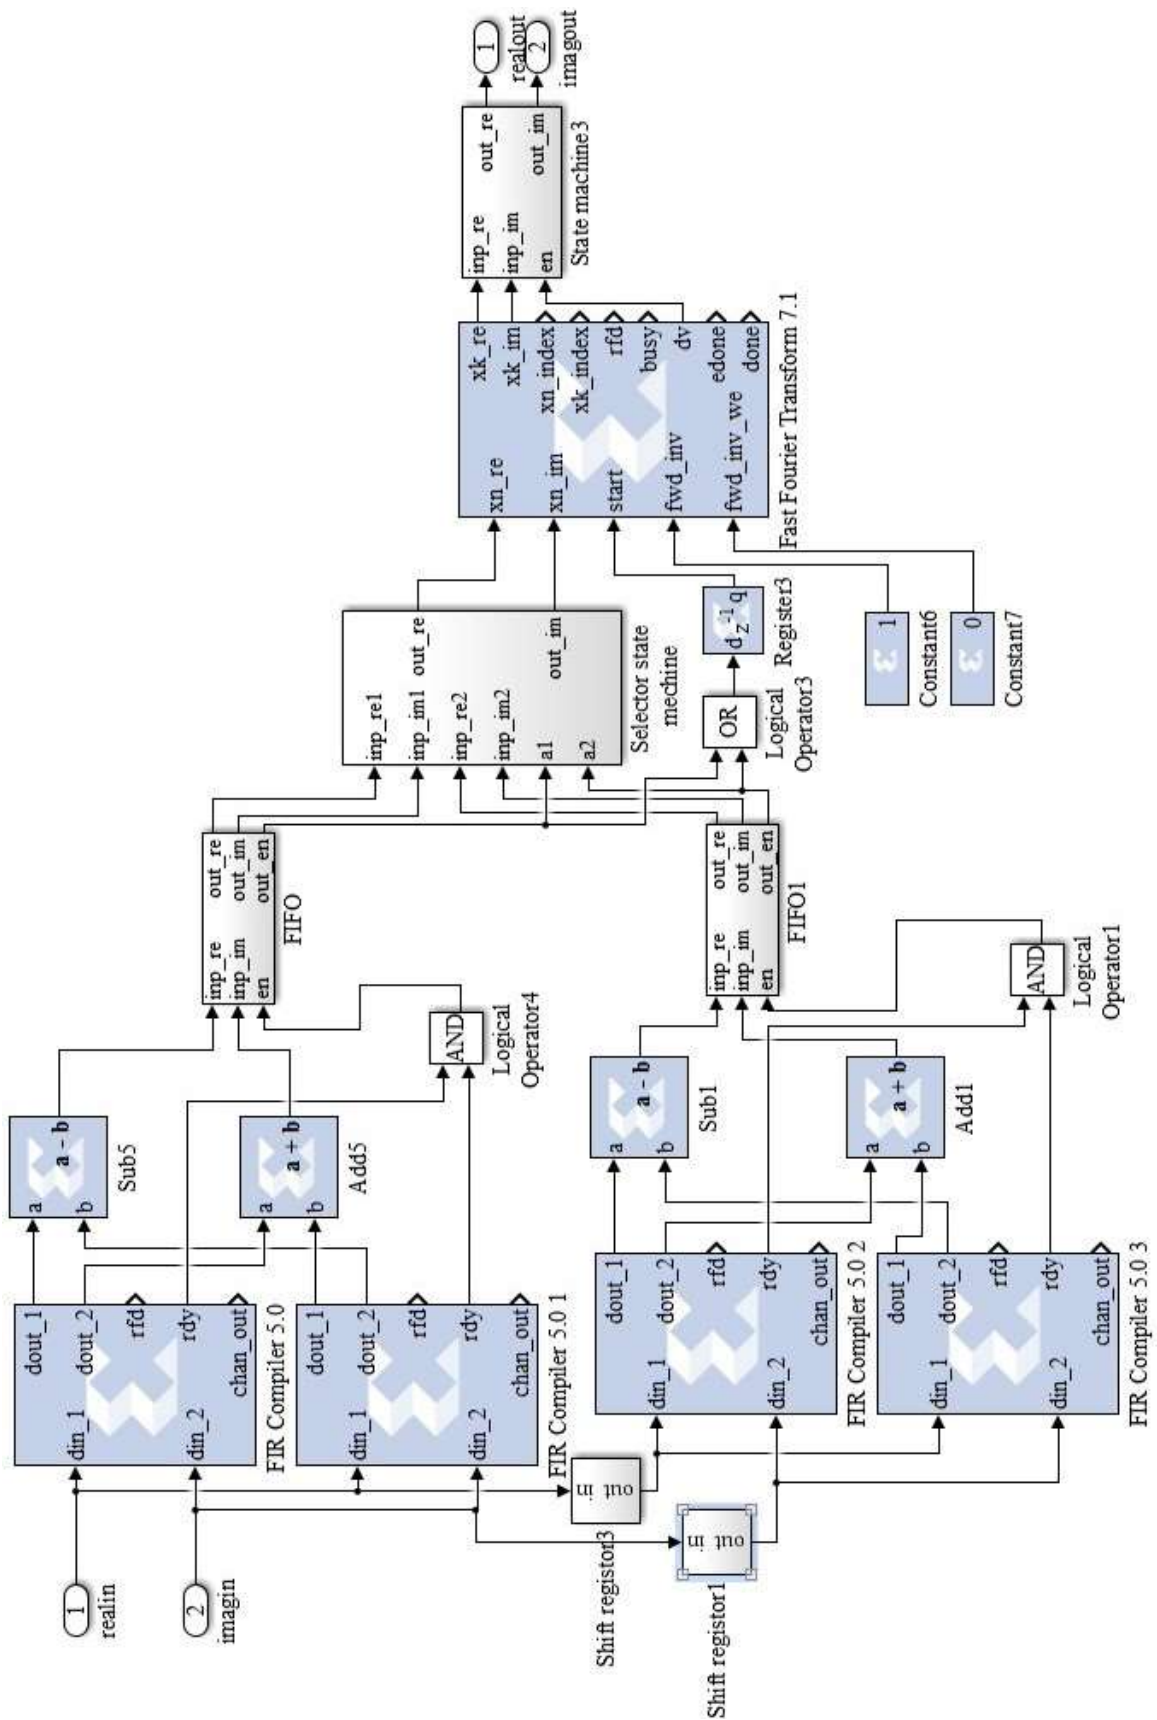 1
realin
2
imagin
din_1
din_2
dout_1
dout_2
rfd
rdy
chan_out
FIR Compiler 5.0
din_1
din_2
dout_1
dout_2
rfd
rdy
chan_out
FIR Compiler 5.0 1
a
b
a - b
Sub5
a
b
a + b
Add5
AND
Logical
Operator4
inp_re
inp_im
en
out_re
out_im
out_en
FIFO
in
out
Shift registor3
in
out
Shift registor1
din_1
din_2
dout_1
dout_2
rfd
rdy
chan_out
FIR Compiler 5.0 2
din_1
din_2
dout_1
dout_2
rfd
rdy
chan_out
FIR Compiler 5.0 3
a
b
a - b
Sub1
a
b
a + b
Add1
AND
Logical
Operator1
inp_re
inp_im
en
out_re
out_im
out_en
FIFO1
inp_re1
inp_im1
inp_re2
inp_im2
a1
a2
out_re
out_im
Selector state
mechine
OR
Logical
Operator3
d
z-1
q
Register3
1
Constant6
0
Constant7
xn_re
xn_im
start
fwd_inv
fwd_inv_we
xk_re
xk_im
xn_index
xk_index
rfd
busy
dv
edone
done
Fast Fourier Transform 7.1
inp_re
inp_im
en
out_re
out_im
State machine3
1
realout
2
imagout